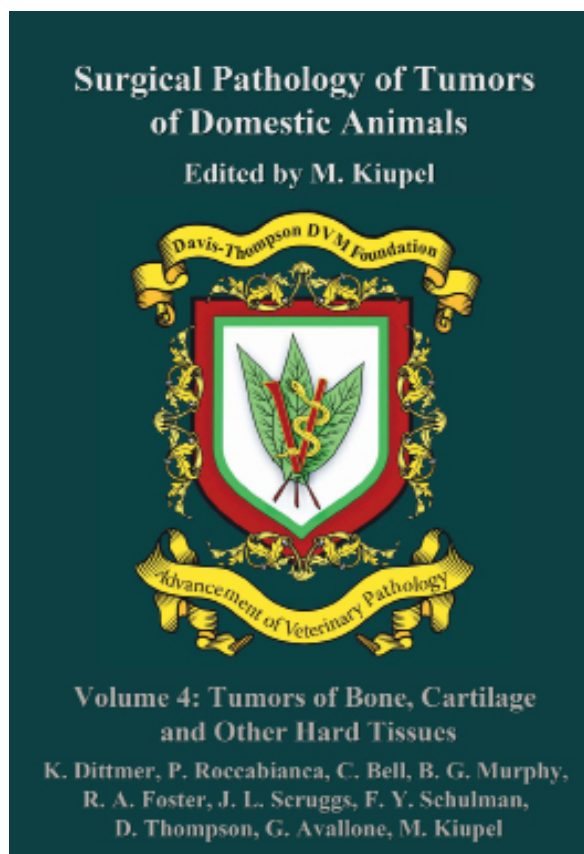 Surgical Pathology of Tumors
of Domestic Animals
Edited by M. Kiupel
Davis-Thompson DVM Foundation
Advancement of Veterinary Pathology
Volume 4: Tumors of Bone, Cartilage
and Other Hard Tissues
K. Dittmer, P. Roccabianca, C. Bell, B. G. Murphy,
R. A. Foster, J. L. Scruggs, F. Y. Schulman,
D. Thompson, G. Avallone, M. Kiupel